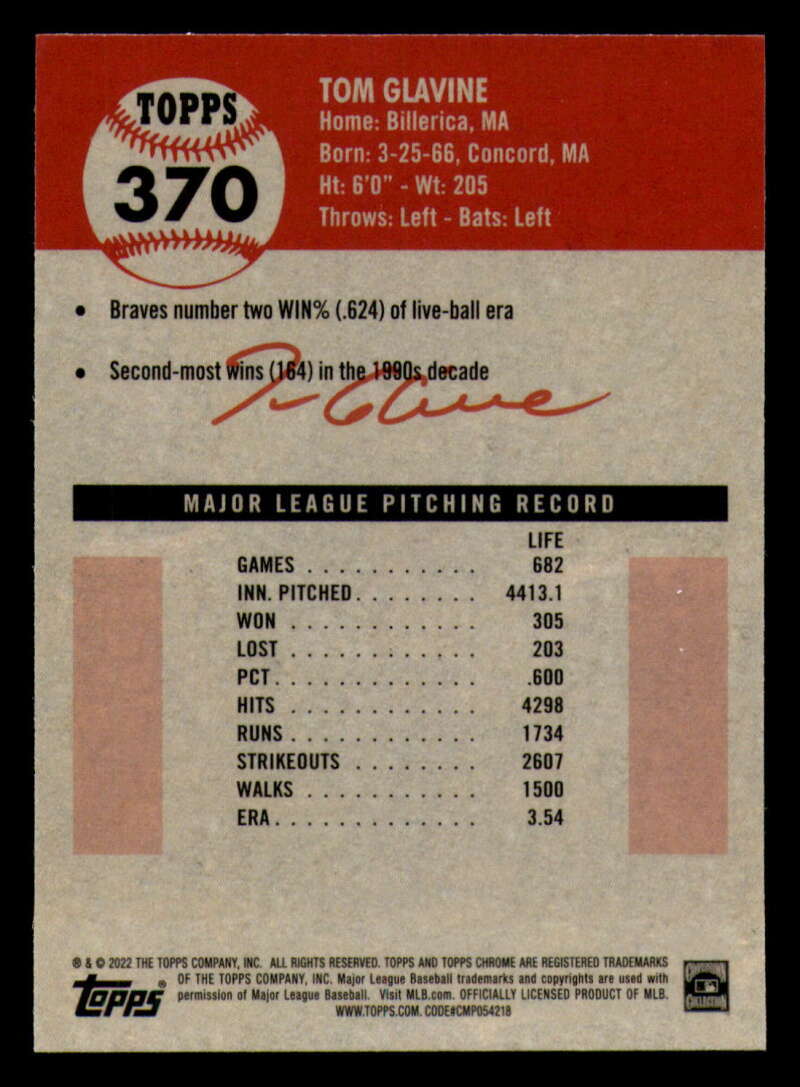 TOPPS
370
TOM GLAVINE
Home: Billerica, MA
Born: 3-25-66, Concord, MA
Ht: 6'0" - Wt: 205
Throws: Left - Bats: Left
• Braves number two WIN% (.624) of live-ball era
• Second-most wins (164) in the 1990s decade
Tom Glavine
MAJOR LEAGUE PITCHING RECORD
LIFE
GAMES . . . . . . . . . . . 682
INN. PITCHED. . . . . . . . 4413.1
WON . . . . . . . . . . . . 305
LOST . . . . . . . . . . . . 203
PCT. . . . . . . . . . . . . .600
HITS . . . . . . . . . . . . 4298
RUNS . . . . . . . . . . . . 1734
STRIKEOUTS . . . . . . . . 2607
WALKS . . . . . . . . . . . 1500
ERA. . . . . . . . . . . . . 3.54
® & © 2022 THE TOPPS COMPANY, INC. ALL RIGHTS RESERVED. TOPPS AND TOPPS CHROME ARE REGISTERED TRADEMARKS
OF THE TOPPS COMPANY, INC. Major League Baseball trademarks and copyrights are used with
permission of Major League Baseball. Visit MLB.com. OFFICIALLY LICENSED PRODUCT OF MLB.
WWW.TOPPS.COM. CODE#CMP054218
Topps®
COOPERSTOWN
COLLECTION